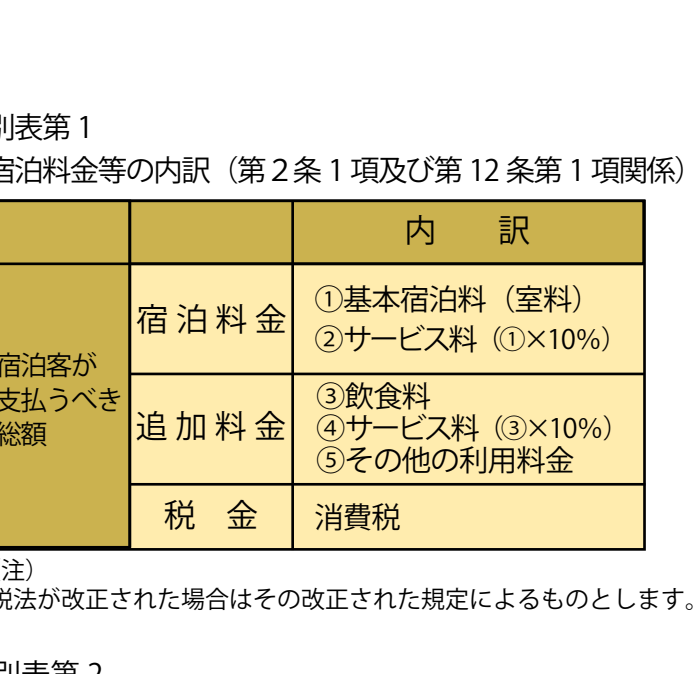 別表第1
宿泊料金等の内訳（第２条1項及び第12条第1項関係）
内　　訳
宿泊客が
支払うべき
総額
宿泊料金
①基本宿泊料（室料）
②サービス料（①×10%）
追加料金
③飲食料
④サービス料（③×10%）
⑤その他の利用料金
税　金
消費税
注）
税法が改正された場合はその改正された規定によるものとします。
別表第2